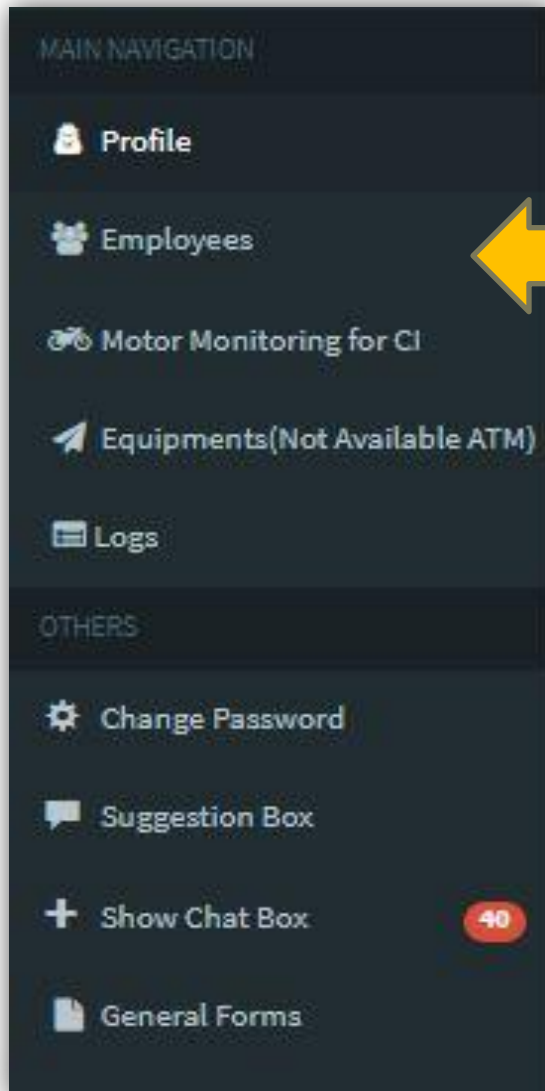 MAIN NAVIGATION
Profile
Employees
Motor Monitoring for CI
Equipments(Not Available ATM)
Logs
OTHERS
Change Password
Suggestion Box
Show Chat Box 40
General Forms